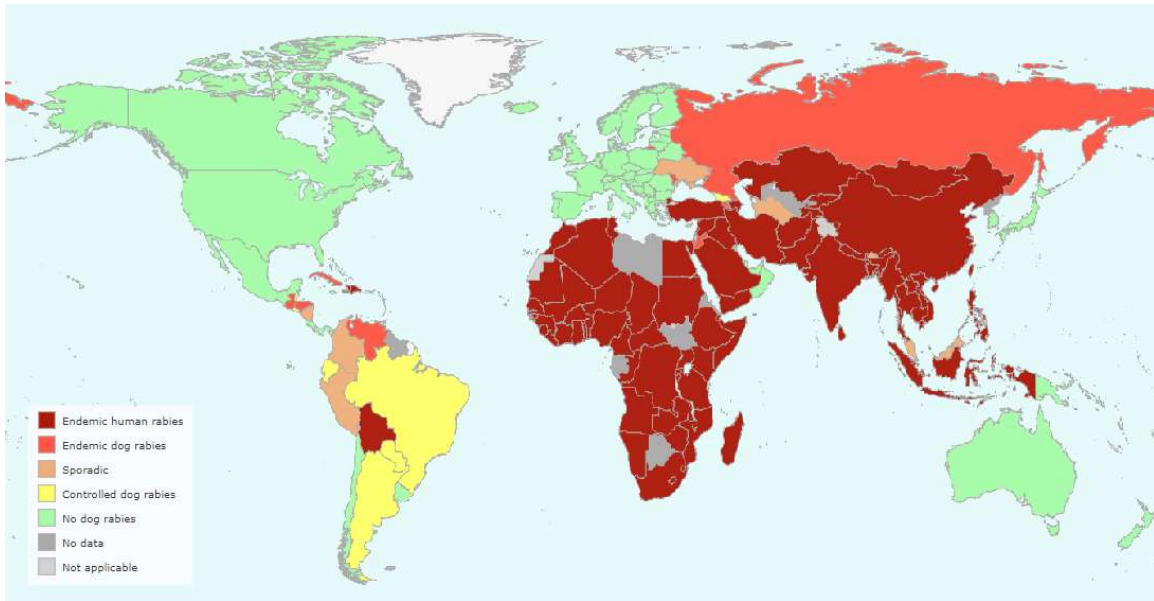 Endemic human rabies
Endemic dog rabies
Sporadic
Controlled dog rabies
No dog rabies
No data
Not applicable